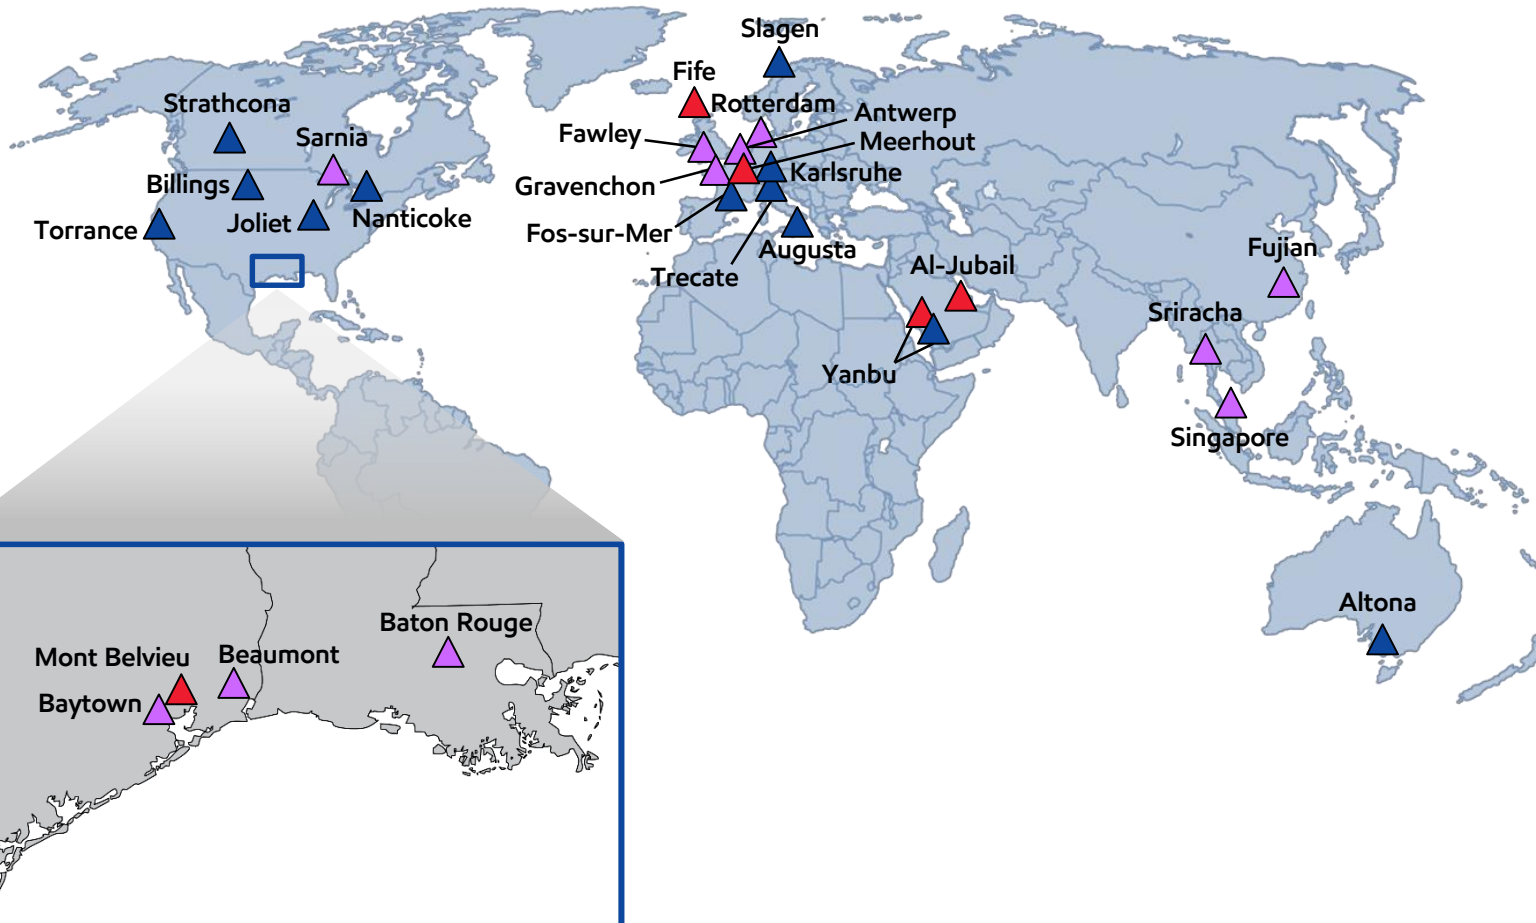 Slagen
Fife
Strathcona
Rotterdam
Antwerp
Fawley
Sarnia
Meerhout
Billings
Gravenchon
Karlsruhe
Joliet
Nanticoke
Torrance
Fos-sur-Mer
Augusta
Fujian
Trecate
Al-Jubail
Sriracha
Yanbu
Singapore
Altona
Baton Rouge
Mont Belvieu
Beaumont
Baytown